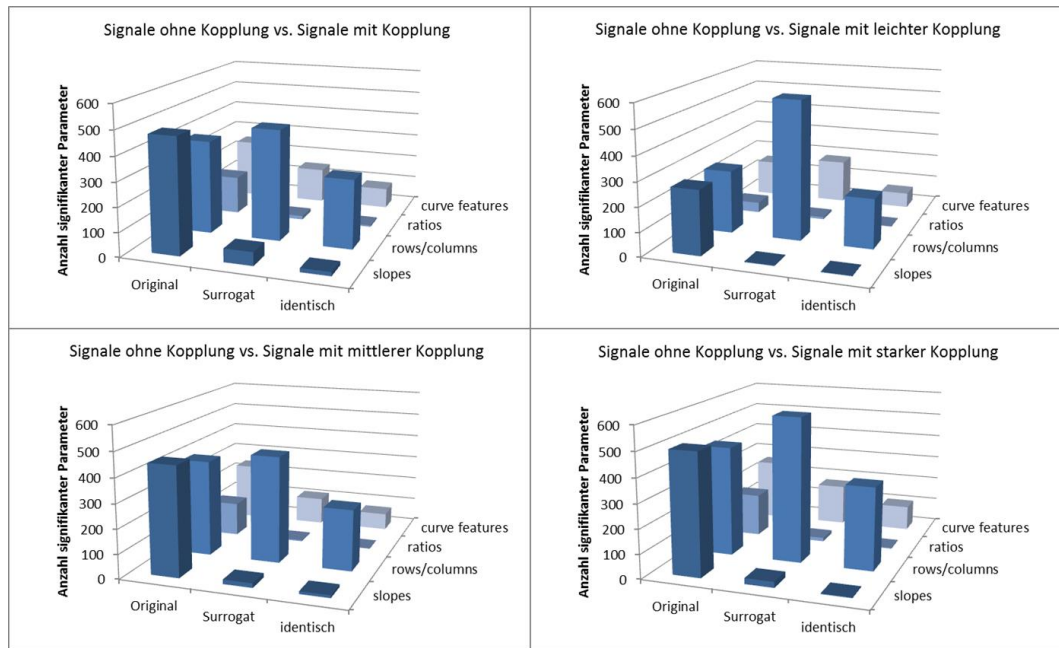 Signale ohne Kopplung vs. Signale mit Kopplung
Anzahl signifikanter Parameter
600
500
400
300
200
100
0
Original
Surrogat
identisch
curve features
ratios
rows/columns
slopes
Signale ohne Kopplung vs. Signale mit leichter Kopplung
Anzahl signifikanter Parameter
600
500
400
300
200
100
0
Original
Surrogat
identisch
curve features
ratios
rows/columns
slopes
Signale ohne Kopplung vs. Signale mit mittlerer Kopplung
Anzahl signifikanter Parameter
600
500
400
300
200
100
0
Original
Surrogat
identisch
curve features
ratios
rows/columns
slopes
Signale ohne Kopplung vs. Signale mit starker Kopplung
Anzahl signifikanter Parameter
600
500
400
300
200
100
0
Original
Surrogat
identisch
curve features
ratios
rows/columns
slopes